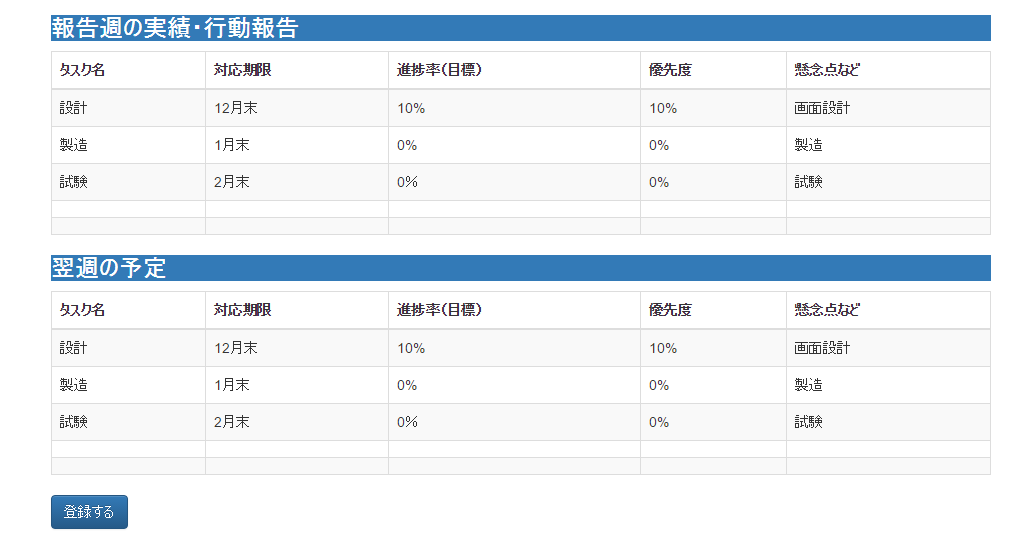 報告週の実績・行動報告
タスク名 対応期限 進捗率(目標) 優先度 懸念点など
設計 12月末 10% 10% 画面設計
製造 1月末 0% 0% 製造
試験 2月末 0% 0% 試験
翌週の予定
タスク名 対応期限 進捗率(目標) 優先度 懸念点など
設計 12月末 10% 10% 画面設計
製造 1月末 0% 0% 製造
試験 2月末 0% 0% 試験
登録する